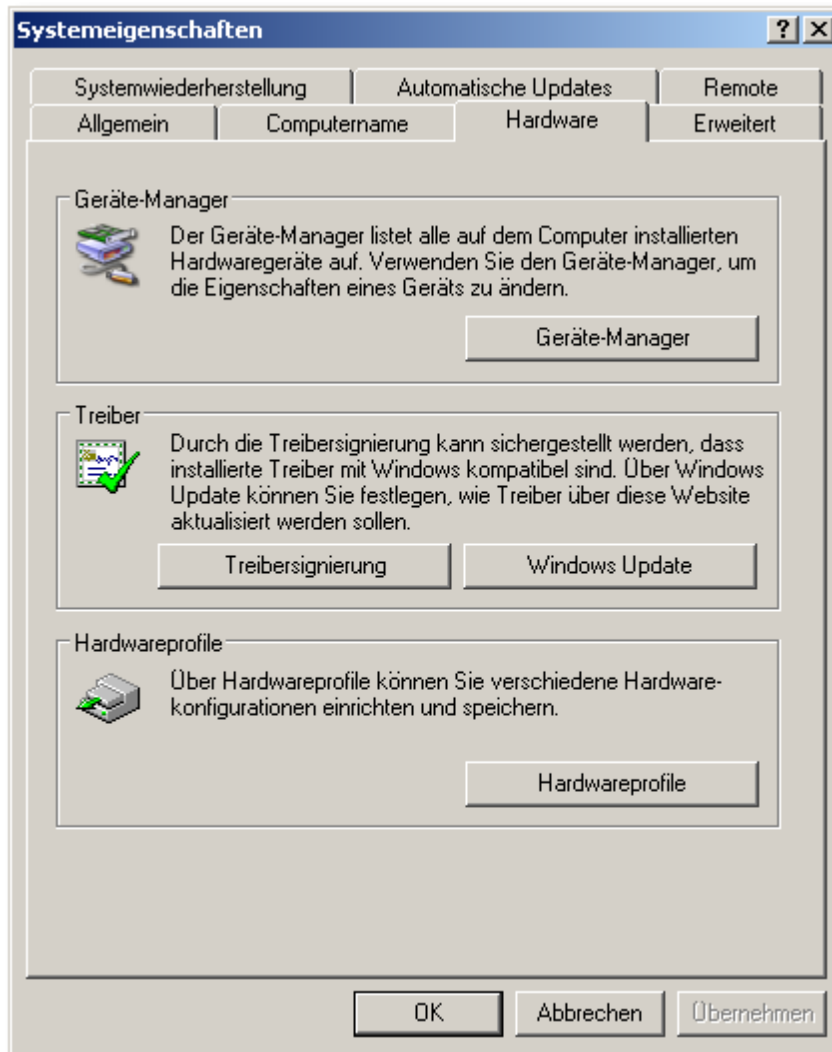 Systemeigenschaften
Systemwiederherstellung Automatische Updates Remote
Allgemein Computername Hardware Erweitert
Geräte-Manager
Der Geräte-Manager listet alle auf dem Computer installierten
Hardwaregeräte auf. Verwenden Sie den Geräte-Manager, um
die Eigenschaften eines Geräts zu ändern.
Geräte-Manager
Treiber
Durch die Treibersignierung kann sichergestellt werden, dass
installierte Treiber mit Windows kompatibel sind. Über Windows
Update können Sie festlegen, wie Treiber über diese Website
aktualisiert werden sollen.
Treibersignierung Windows Update
Hardwareprofile
Über Hardwareprofile können Sie verschiedene Hardware-
konfigurationen einrichten und speichern.
Hardwareprofile
OK Abbrechen Übernehmen